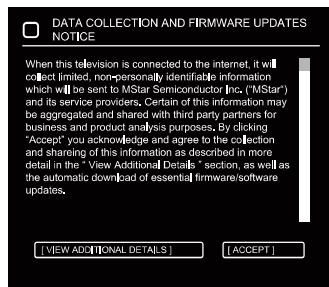 DATA COLLECTION AND FIRMWARE UPDATES
NOTICE
When this television is connected to the internet, it will
collect limited, non-personally identifiable information
which will be sent to MStar Semiconductor Inc. ("MStar")
and its service providers. Certain of this information may
be aggregated and shared with third party partners for
business and product analysis purposes. By clicking
"Accept" you acknowledge and agree to the collection
and shareing of this information as described in more
detail in the " View Additional Details " section, as well as
the automatic download of essential firmware/software
updates.
[ VIEW ADDITIONAL DETAILS ] [ ACCEPT ]